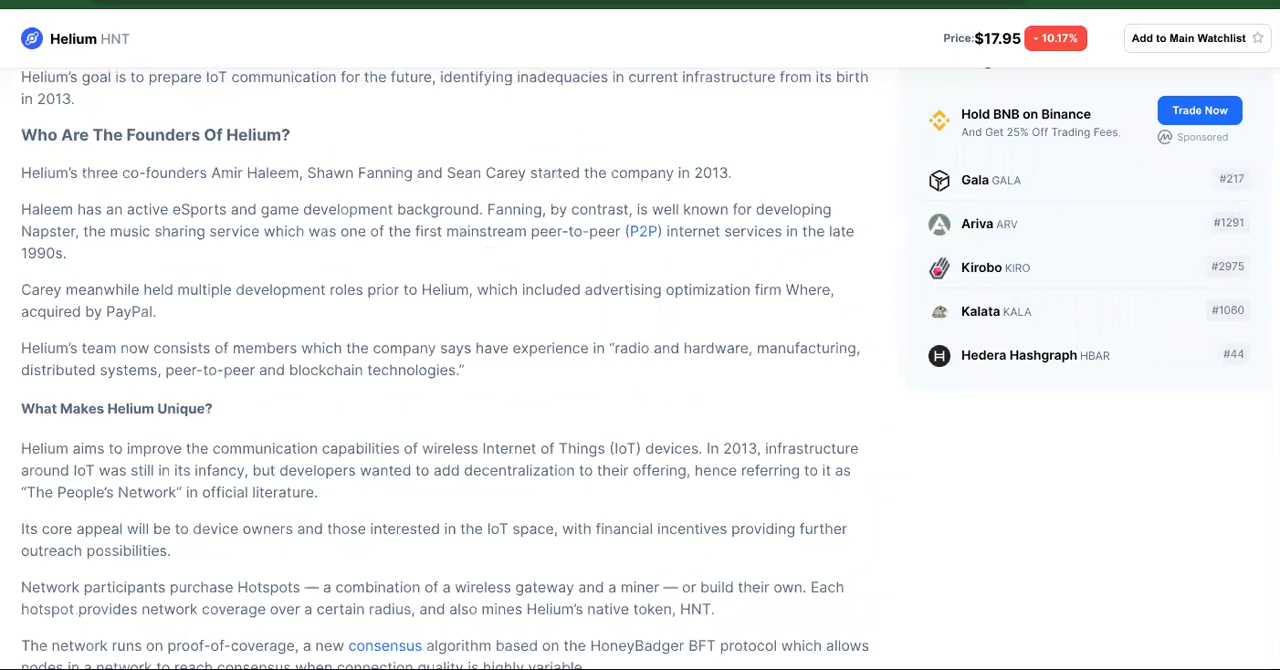 Helium HNT
Price:$17.95 - 10.17%
Add to Main Watchlist
Helium's goal is to prepare IoT communication for the future, identifying inadequacies in current infrastructure from its birth
in 2013.
Who Are The Founders Of Helium?
Helium's three co-founders Amir Haleem, Shawn Fanning and Sean Carey started the company in 2013.
Haleem has an active eSports and game development background. Fanning, by contrast, is well known for developing
Napster, the music sharing service which was one of the first mainstream peer-to-peer (P2P) internet services in the late
1990s.
Carey meanwhile held multiple development roles prior to Helium, which included advertising optimization firm Where,
acquired by PayPal.
Helium's team now consists of members which the company says have experience in “radio and hardware, manufacturing,
distributed systems, peer-to-peer and blockchain technologies.”
What Makes Helium Unique?
Helium aims to improve the communication capabilities of wireless Internet of Things (IoT) devices. In 2013, infrastructure
around IoT was still in its infancy, but developers wanted to add decentralization to their offering, hence referring to it as
“The People's Network” in official literature.
Its core appeal will be to device owners and those interested in the IoT space, with financial incentives providing further
outreach possibilities.
Network participants purchase Hotspots — a combination of a wireless gateway and a miner — or build their own. Each
hotspot provides network coverage over a certain radius, and also mines Helium's native token, HNT.
The network runs on proof-of-coverage, a new consensus algorithm based on the HoneyBadger BFT protocol which allows
nodes in a network to reach consensus when connection quality is highly variable.
Hold BNB on Binance
And Get 25% Off Trading Fees.
Trade Now
Sponsored
Gala GALA #217
Ariva ARV #1291
Kirobo KIRO #2975
Kalata KALA #1060
Hedera Hashgraph HBAR #44